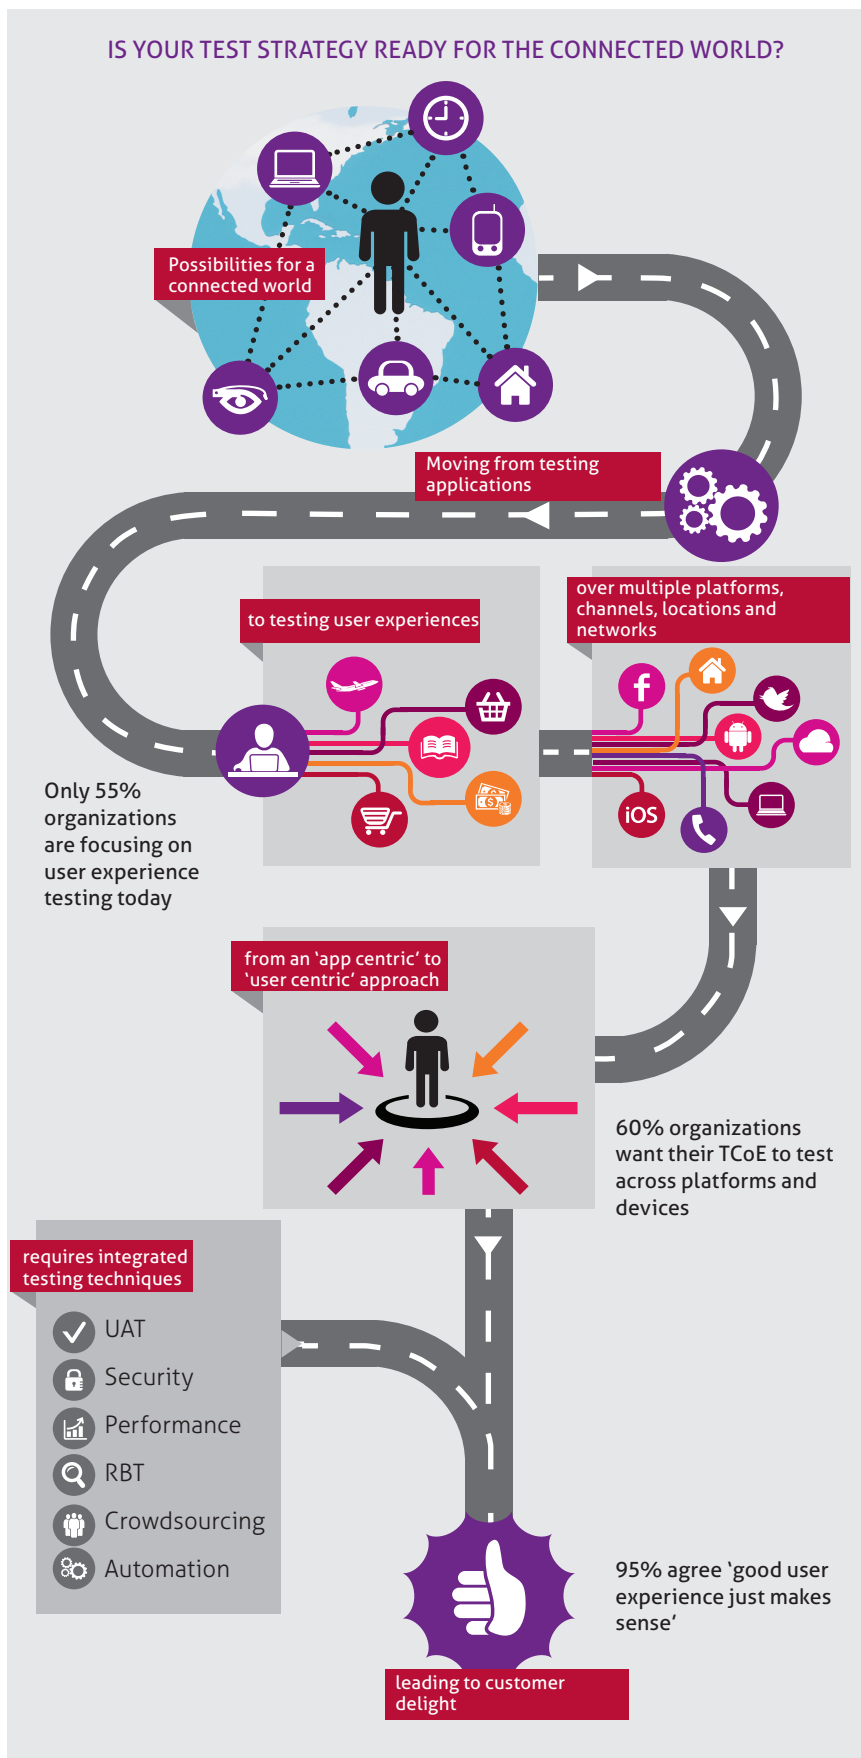 IS YOUR TEST STRATEGY READY FOR THE CONNECTED WORLD?
Possibilities for a
connected world
Moving from testing
applications
to testing user experiences
over multiple platforms,
channels, locations and
networks
f
iOS
Only 55%
organizations
are focusing on
user experience
testing today
from an ‘app centric’ to
‘user centric’ approach
60% organizations
want their TCoE to test
across platforms and
devices
requires integrated
testing techniques
UAT
Security
Performance
RBT
Crowdsourcing
Automation
95% agree ‘good user
experience just makes
sense’
leading to customer
delight